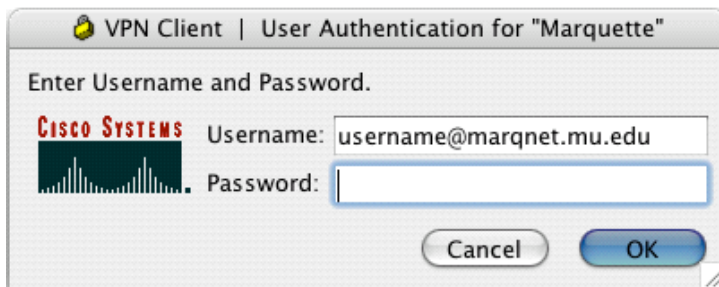 VPN Client | User Authentication for "Marquette"
Enter Username and Password.
CISCO SYSTEMS
Username: username@marqnet.mu.edu
Password:
Cancel OK